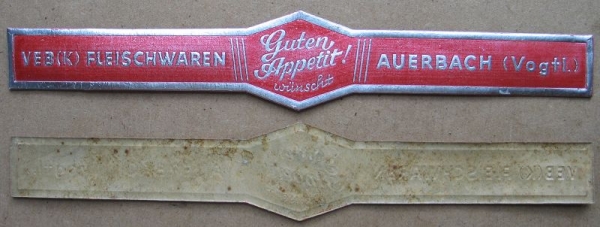 VEB(K) FLEISCHWAREN
Guten
Appetit!
wünscht
AUERBACH (Vogtl.)